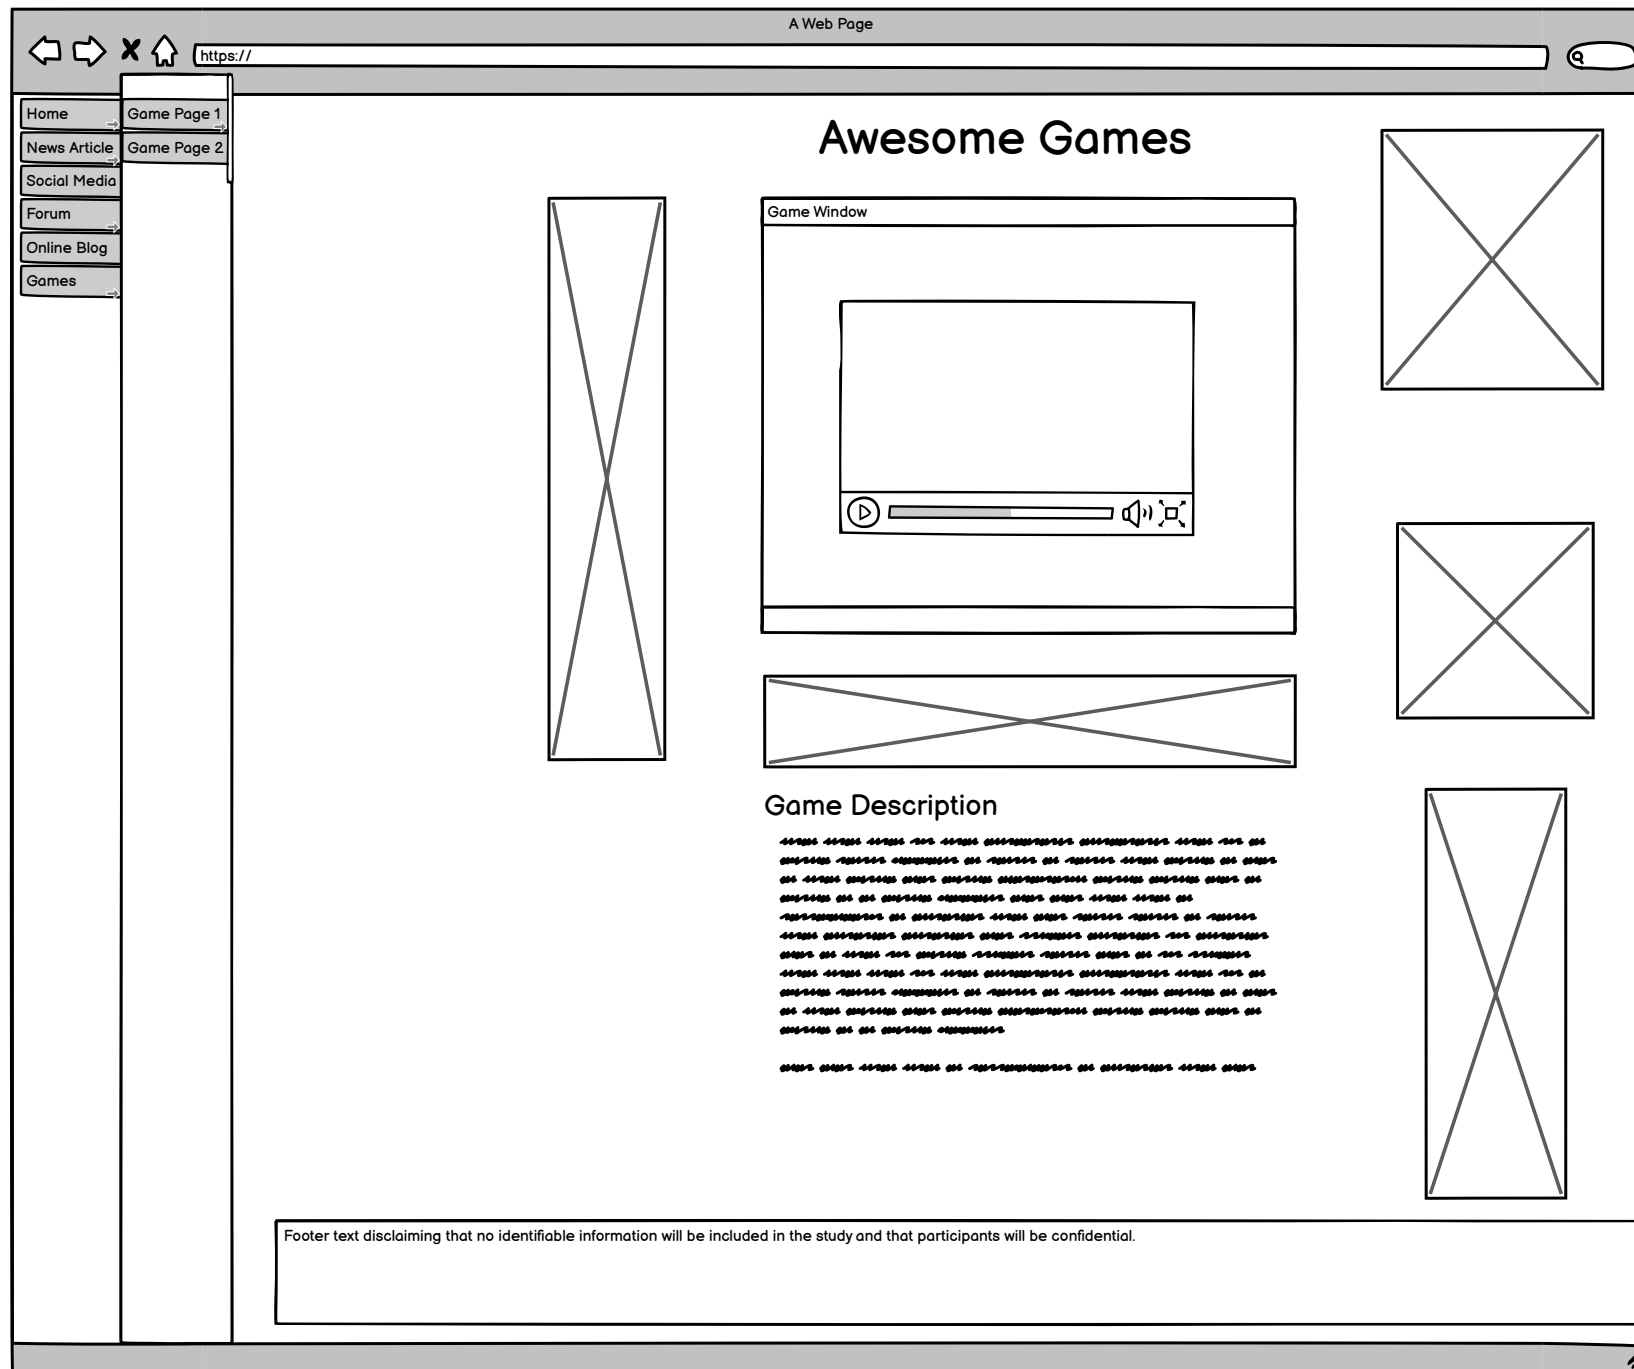 A Web Page
https://
Home
News Article
Social Media
Forum
Online Blog
Games
Game Page 1
Game Page 2
Awesome Games
Game Window
Game Description
Footer text disclaiming that no identifiable information will be included in the study and that participants will be confidential.